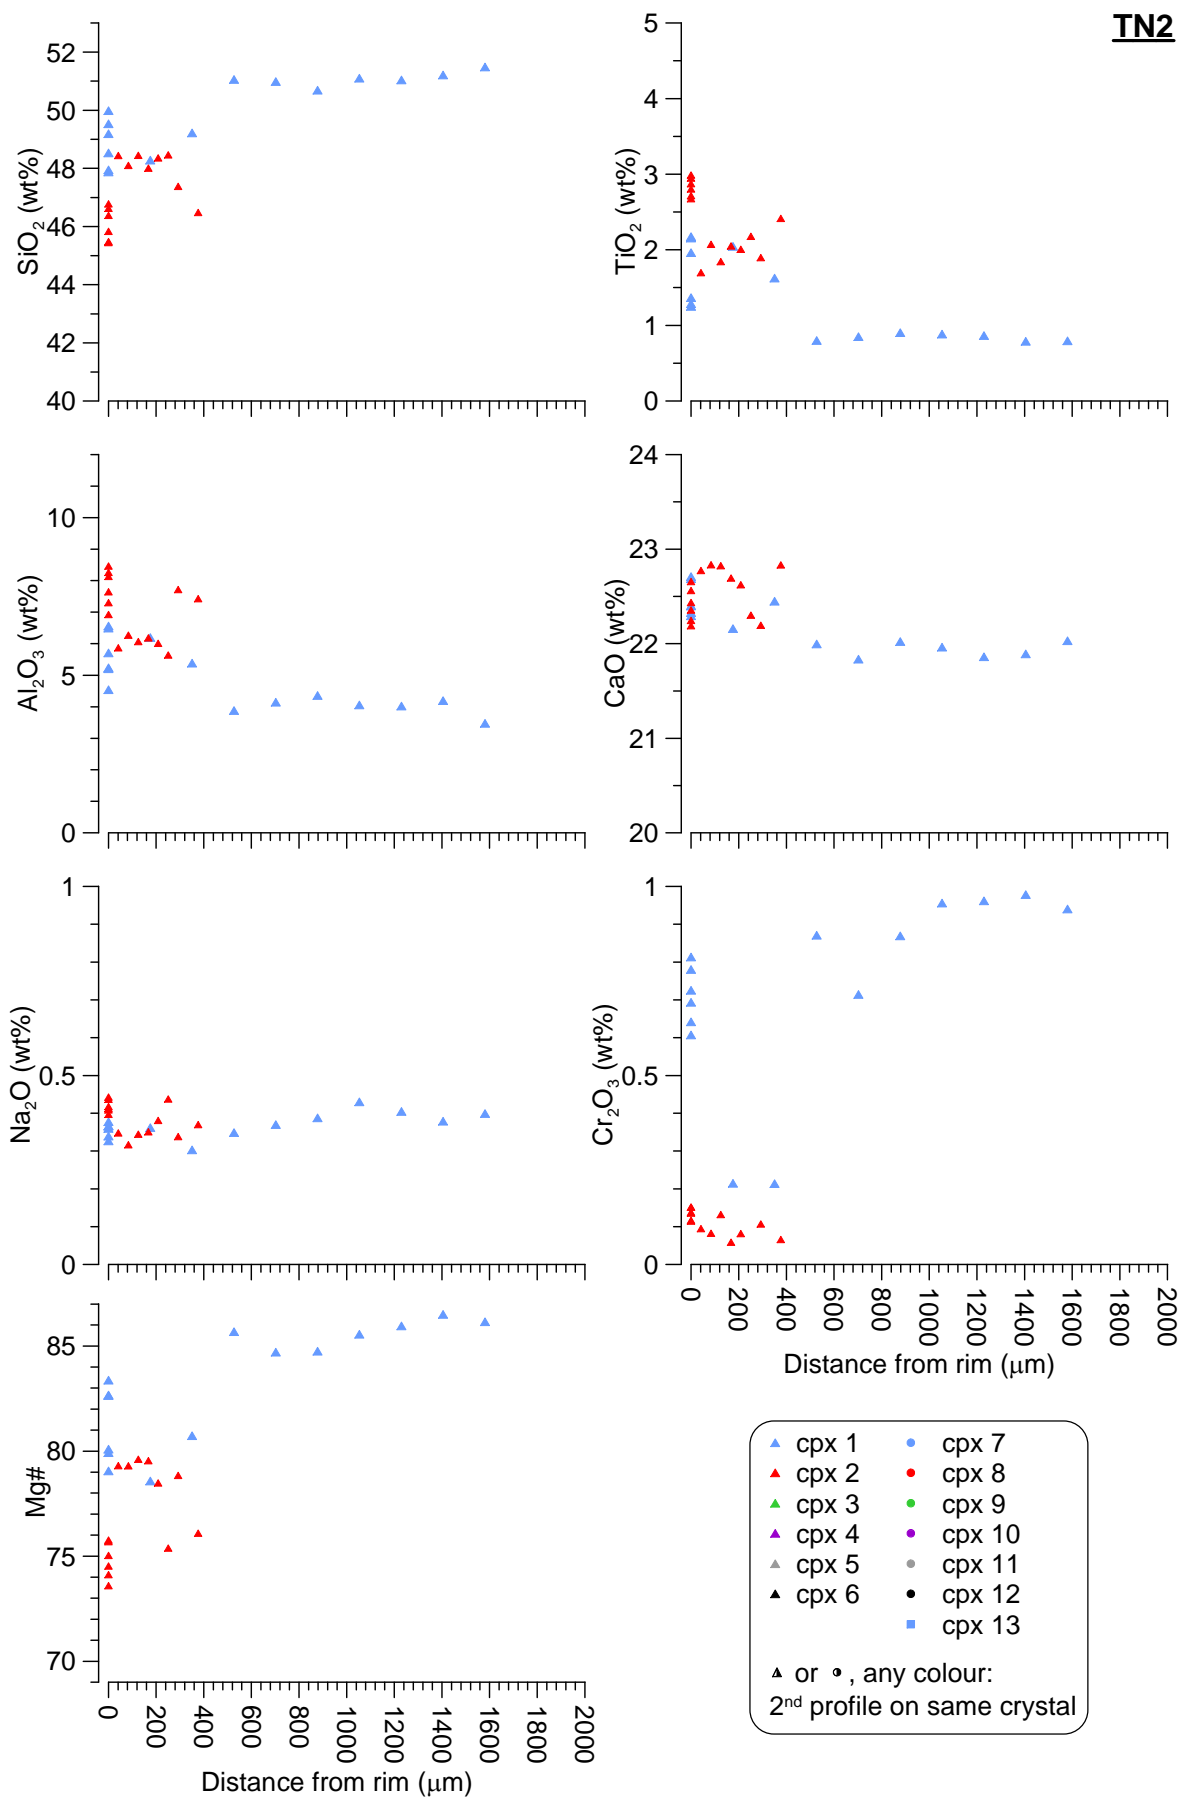 TN2
52
50
48
46
44
42
40
SiO₂ (wt%)
5
4
3
2
1
0
TiO₂ (wt%)
10
5
0
Al₂O₃ (wt%)
24
23
22
21
20
CaO (wt%)
1
0.5
0
Na₂O (wt%)
1
0.5
0
Cr₂O₃ (wt%)
0
200
400
600
800
1000
1200
1400
1600
1800
2000
Distance from rim (μm)
85
80
75
70
Mg#
0
200
400
600
800
1000
1200
1400
1600
1800
2000
Distance from rim (μm)
cpx 1 cpx 7
cpx 2 cpx 8
cpx 3 cpx 9
cpx 4 cpx 10
cpx 5 cpx 11
cpx 6 cpx 12
cpx 13
or , any colour:
2ⁿᵈ profile on same crystal